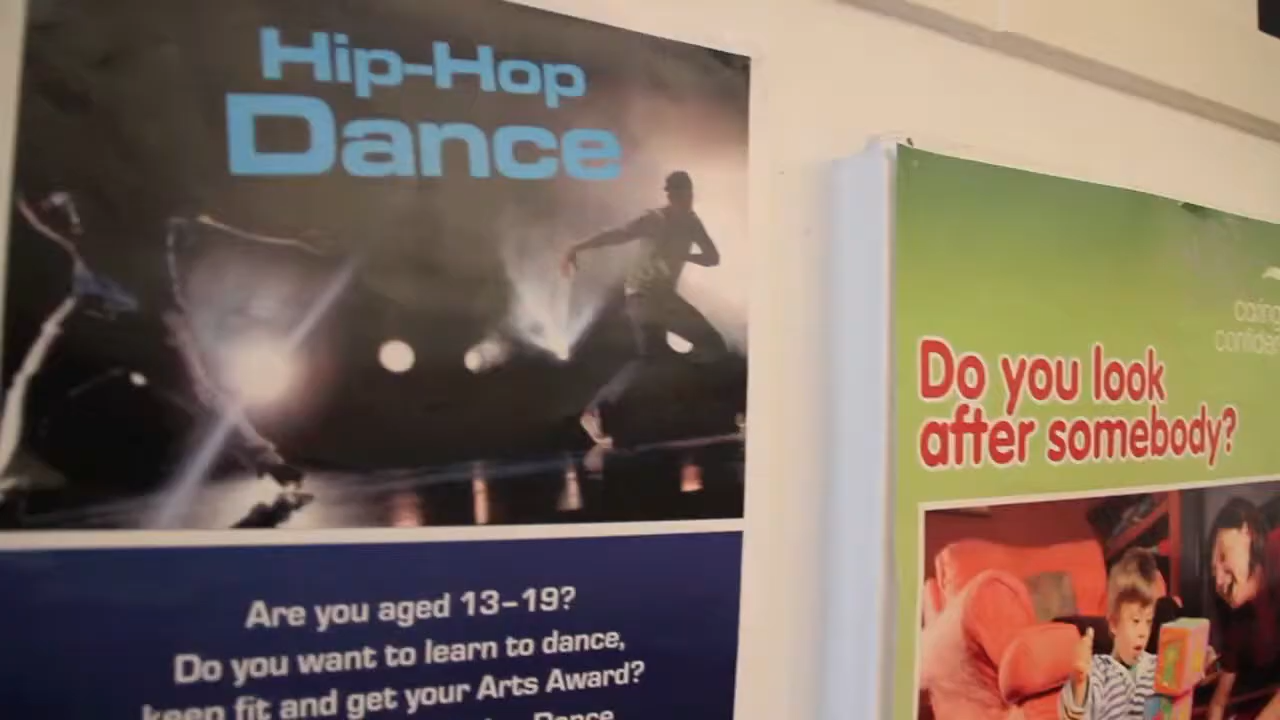 Hip-Hop
Dance
Are you aged 13-19?
Do you want to learn to dance,
keep fit and get your Arts Award?
Dance
Do you look
after somebody?